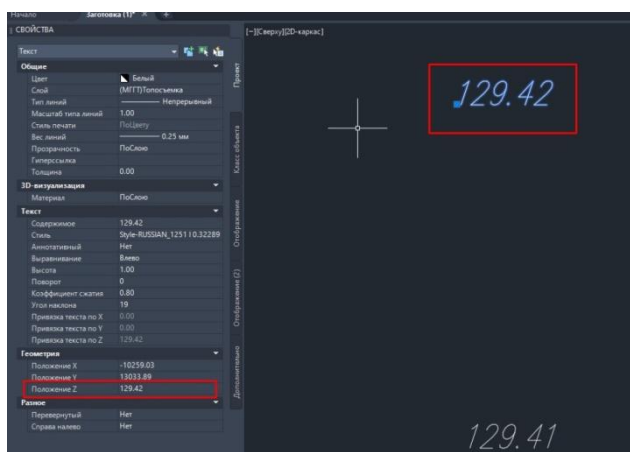 Начало
Заготовка (1)*
СВОЙСТВА
[−][Сверху][2D-каркас]
Текст
Общие
Цвет Белый
Слой (МГГТ)Топосъемка
Тип линий Непрерывный
Масштаб типа линий 1.00
Стиль печати ПоЦвету
Вес линий 0.25 мм
Прозрачность ПоСлою
Гиперссылка
Толщина 0.00
3D-визуализация
Материал ПоСлою
Текст
Содержимое 129.42
Стиль Style-RUSSIAN_1251 I 0.32289
Аннотативный Нет
Выравнивание Влево
Высота 1.00
Поворот 0
Коэффициент сжатия 0.80
Угол наклона 19
Привязка текста по X 0.00
Привязка текста по Y 0.00
Привязка текста по Z 129.42
Геометрия
Положение X -10259.03
Положение Y 13033.89
Положение Z 129.42
Разное
Перевернутый Нет
Справа налево Нет
Проект
Класс объекта
Отображение
Отображение (2)
Дополнительно
129.42
129.41